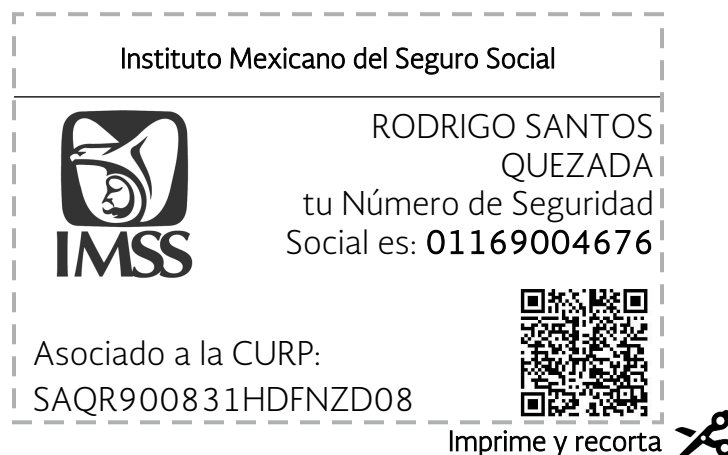 Instituto Mexicano del Seguro Social
RODRIGO SANTOS
QUEZADA
tu Número de Seguridad
Social es: 01169004676
IMSS
Asociado a la CURP:
SAQR900831HDFNZD08
Imprime y recorta